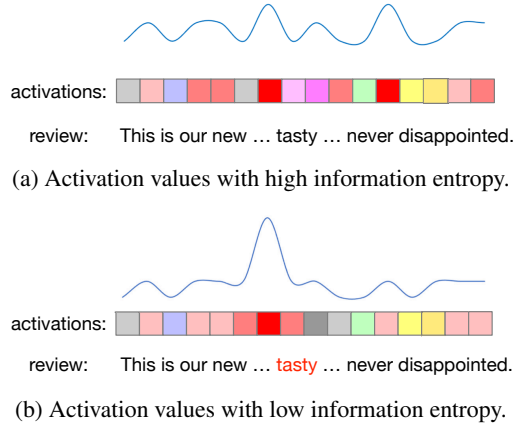 activations:
review: This is our new … tasty … never disappointed.
(a) Activation values with high information entropy.
activations:
review: This is our new … tasty … never disappointed.
(b) Activation values with low information entropy.